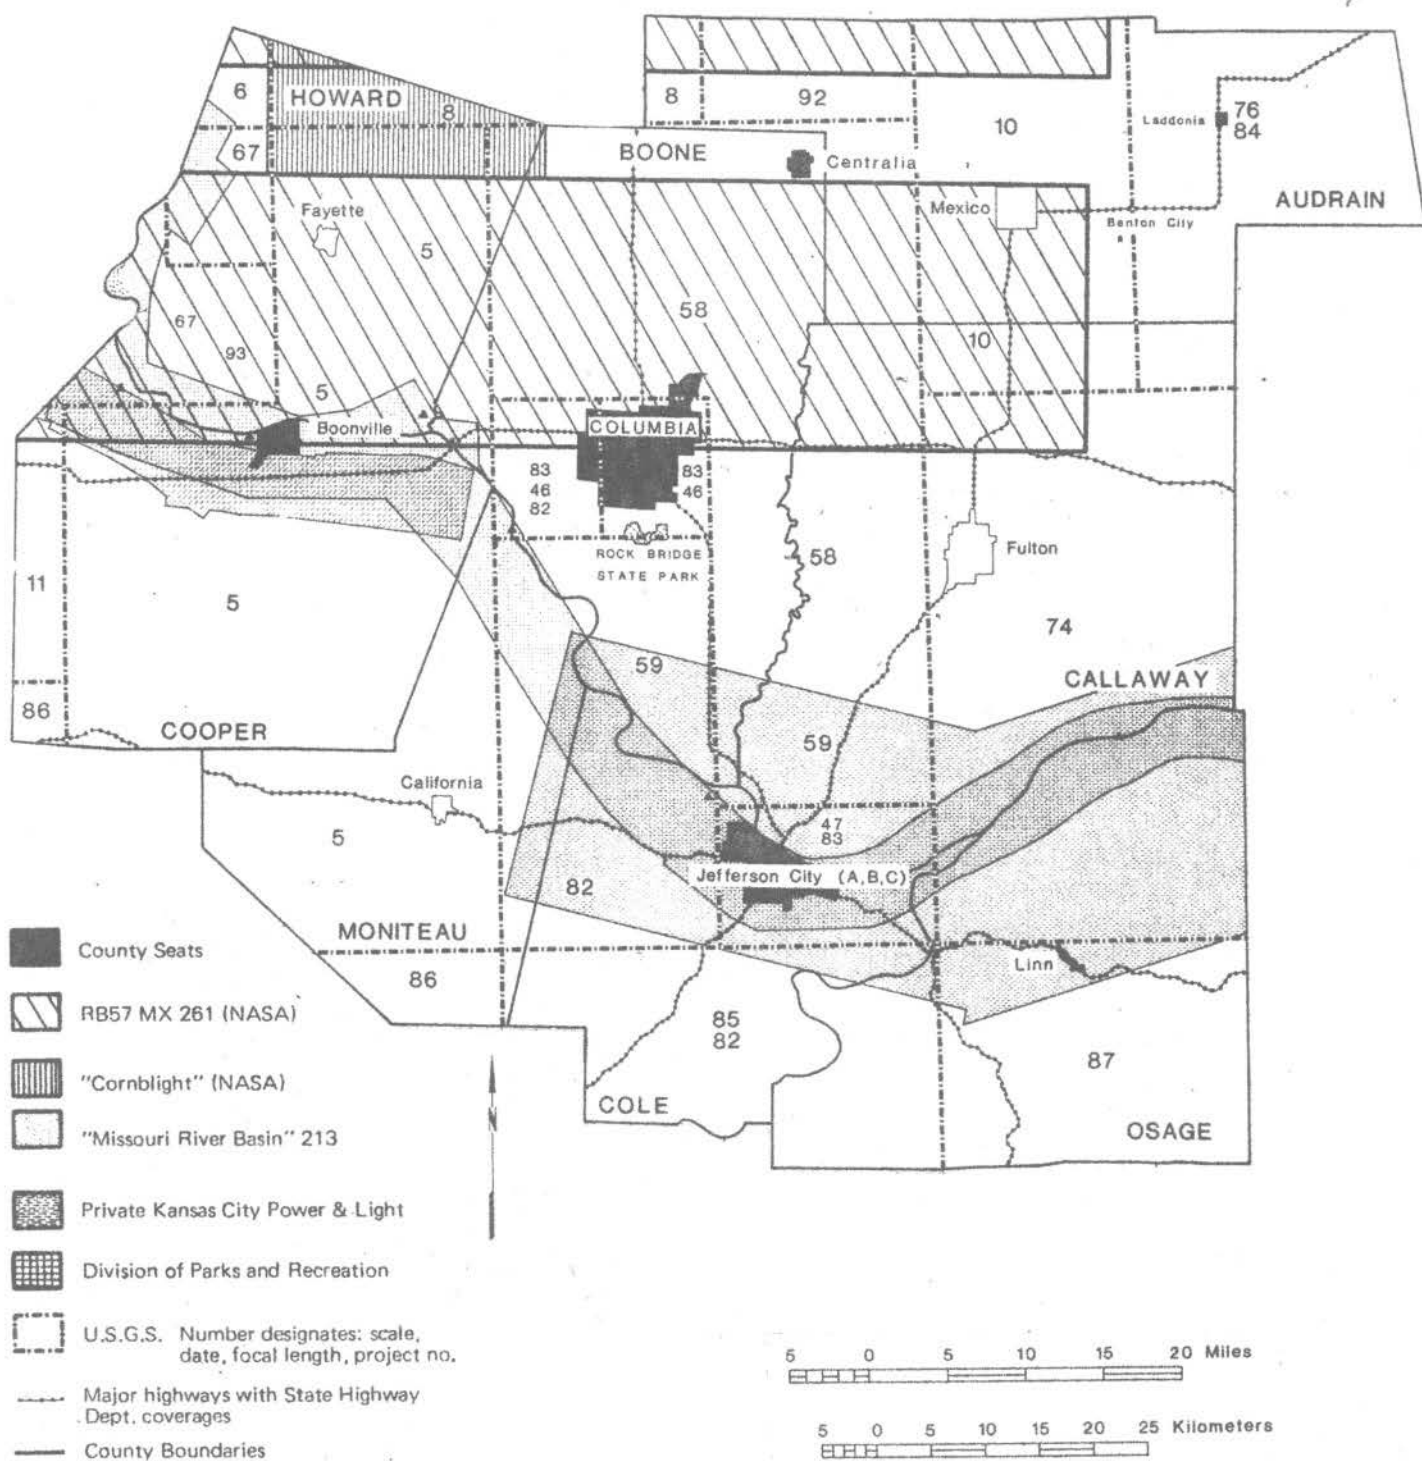 HOWARD
6
8
67
8
92
10
Laddonia
76
84
BOONE
Centralia
AUDRAIN
Mexico
Benton City
Fayette
5
58
10
67
93
5
Boonville
COLUMBIA
83
46
82
83
46
ROCK BRIDGE
STATE PARK
58
Fulton
11
5
74
59
CALLAWAY
86
COOPER
59
California
47
83
5
Jefferson City (A,B,C)
82
MONITEAU
86
Linn
85
82
87
COLE
OSAGE
County Seats
RB57 MX 261 (NASA)
"Cornblight" (NASA)
"Missouri River Basin" 213
Private Kansas City Power & Light
Division of Parks and Recreation
U.S.G.S. Number designates: scale,
date, focal length, project no.
Major highways with State Highway
Dept. coverages
County Boundaries
5 0 5 10 15 20 Miles
5 0 5 10 15 20 25 Kilometers